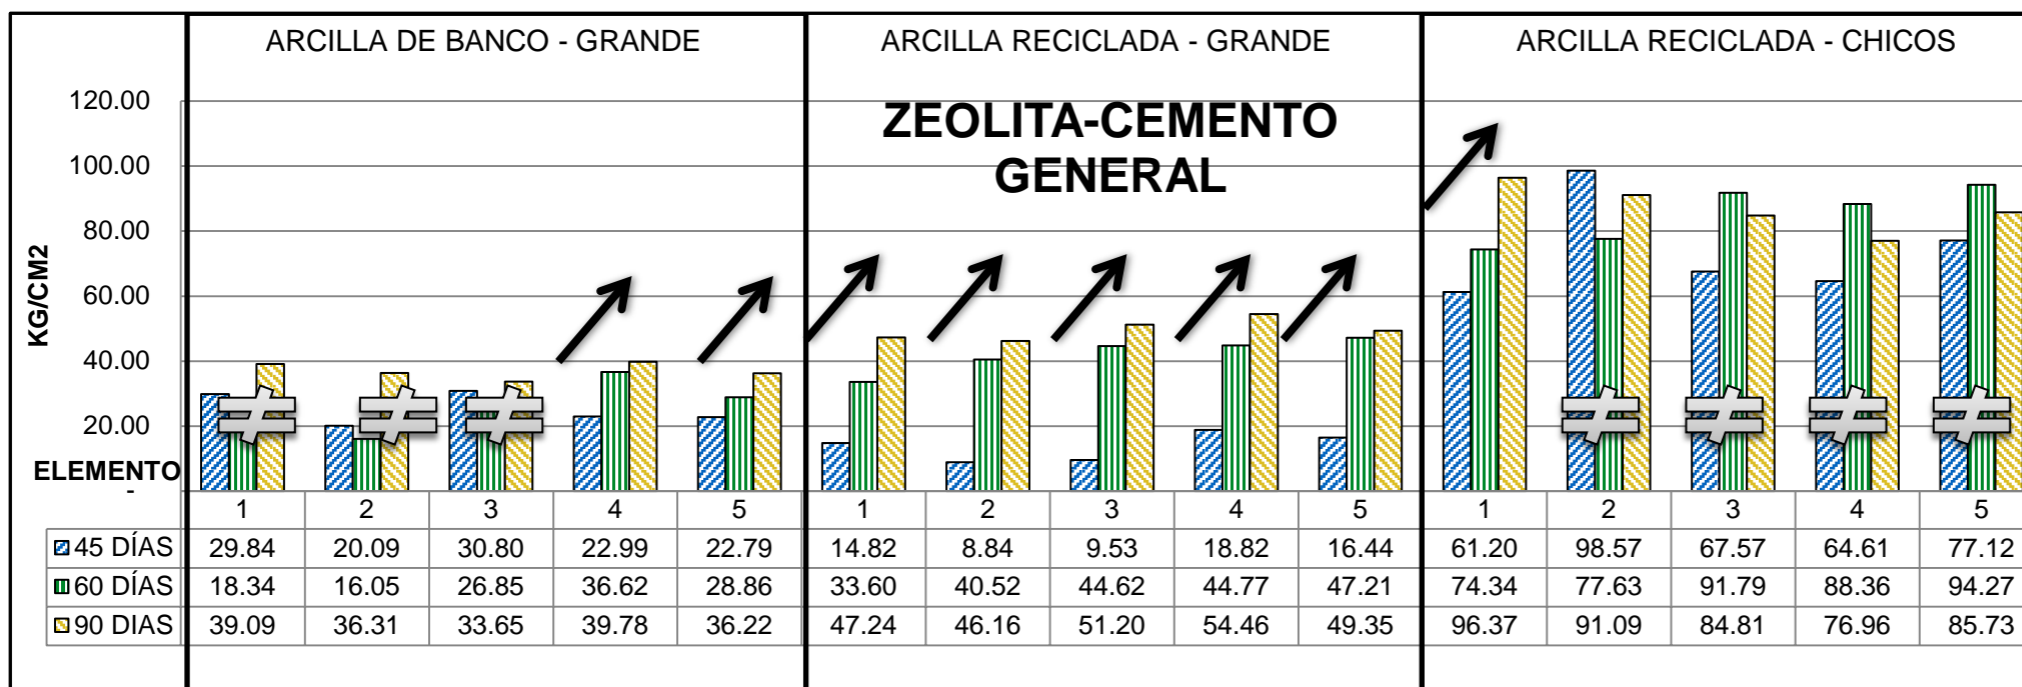 ARCILLA DE BANCO - GRANDE ARCILLA RECICLADA - GRANDE ARCILLA RECICLADA - CHICOS
ZEOLITA-CEMENTO
GENERAL
KG/CM2
120.00
100.00
80.00
60.00
40.00
20.00
-
ELEMENTO
1 2 3 4 5 1 2 3 4 5 1 2 3 4 5
45 DÍAS 29.84 20.09 30.80 22.99 22.79 14.82 8.84 9.53 18.82 16.44 61.20 98.57 67.57 64.61 77.12
60 DÍAS 18.34 16.05 26.85 36.62 28.86 33.60 40.52 44.62 44.77 47.21 74.34 77.63 91.79 88.36 94.27
90 DIAS 39.09 36.31 33.65 39.78 36.22 47.24 46.16 51.20 54.46 49.35 96.37 91.09 84.81 76.96 85.73